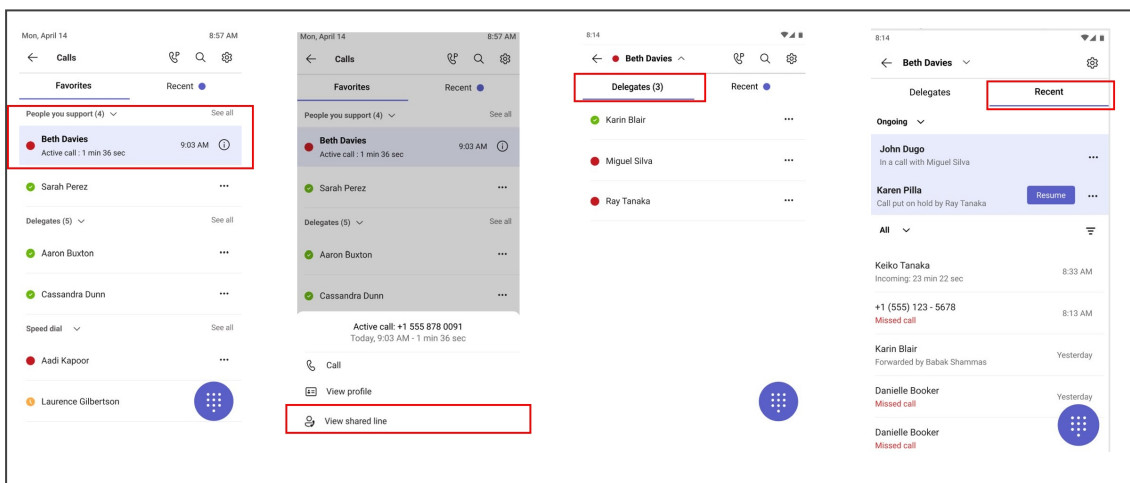 Mon, April 14 8:57 AM
Calls
Favorites Recent
People you support (4) See all
Beth Davies
Active call : 1 min 36 sec 9:03 AM
Sarah Perez
Delegates (5) See all
Aaron Buxton
Cassandra Dunn
Speed dial See all
Aadi Kapoor
Laurence Gilbertson
Mon, April 14 8:57 AM
Calls
Favorites Recent
People you support (4) See all
Beth Davies
Active call : 1 min 36 sec 9:03 AM
Sarah Perez
Delegates (5) See all
Aaron Buxton
Cassandra Dunn
Active call: +1 555 878 0091
Today, 9:03 AM - 1 min 36 sec
Call
View profile
View shared line
8:14
Beth Davies
Delegates (3) Recent
Karin Blair
Miguel Silva
Ray Tanaka
8:14
Beth Davies
Delegates Recent
Ongoing
John Dugo
In a call with Miguel Silva
Karen Pilla
Call put on hold by Ray Tanaka Resume
All
Keiko Tanaka
Incoming: 23 min 22 sec 8:33 AM
+1 (555) 123 - 5678
Missed call 8:13 AM
Karin Blair
Forwarded by Babak Shammas Yesterday
Danielle Booker
Missed call Yesterday
Danielle Booker
Missed call